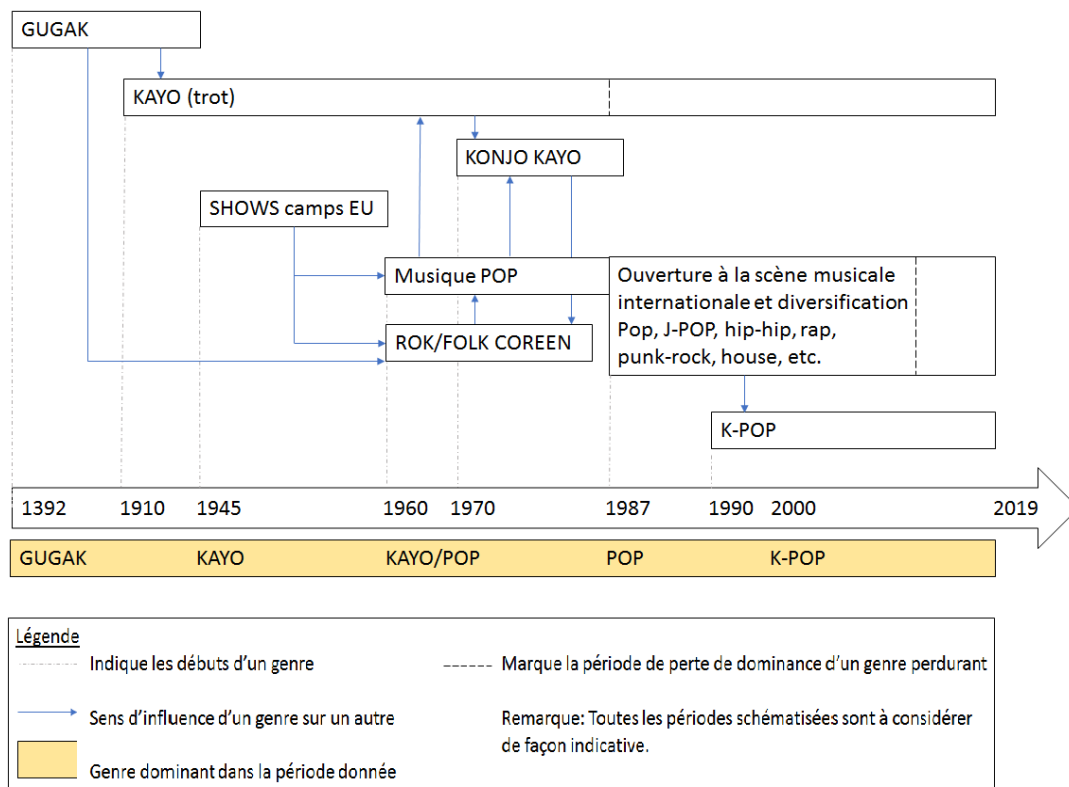 GUGAK
KAYO (trot)
KONJO KAYO
SHOWS camps EU
Musique POP
Ouverture à la scène musicale
internationale et diversification
Pop, J-POP, hip-hip, rap,
punk-rock, house, etc.
ROK/FOLK COREEN
K-POP
1392 1910 1945 1960 1970 1987 1990 2000 2019
GUGAK KAYO KAYO/POP POP K-POP
Légende
Indique les débuts d'un genre
Marque la période de perte de dominance d'un genre perdurant
Sens d'influence d'un genre sur un autre
Remarque: Toutes les périodes schématisées sont à considérer
de façon indicative.
Genre dominant dans la période donnée